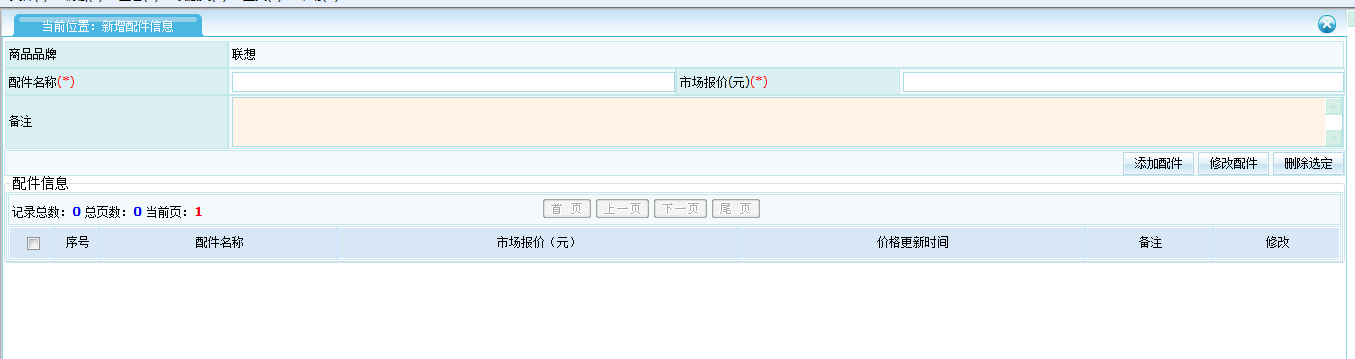 当前位置：新增配件信息
商品品牌 联想
配件名称(*) 市场报价(元)(*)
备注
添加配件 修改配件 删除选定
配件信息
记录总数：0 总页数：0 当前页：1 首 页 上一页 下一页 尾 页
序号 配件名称 市场报价（元） 价格更新时间 备注 修改